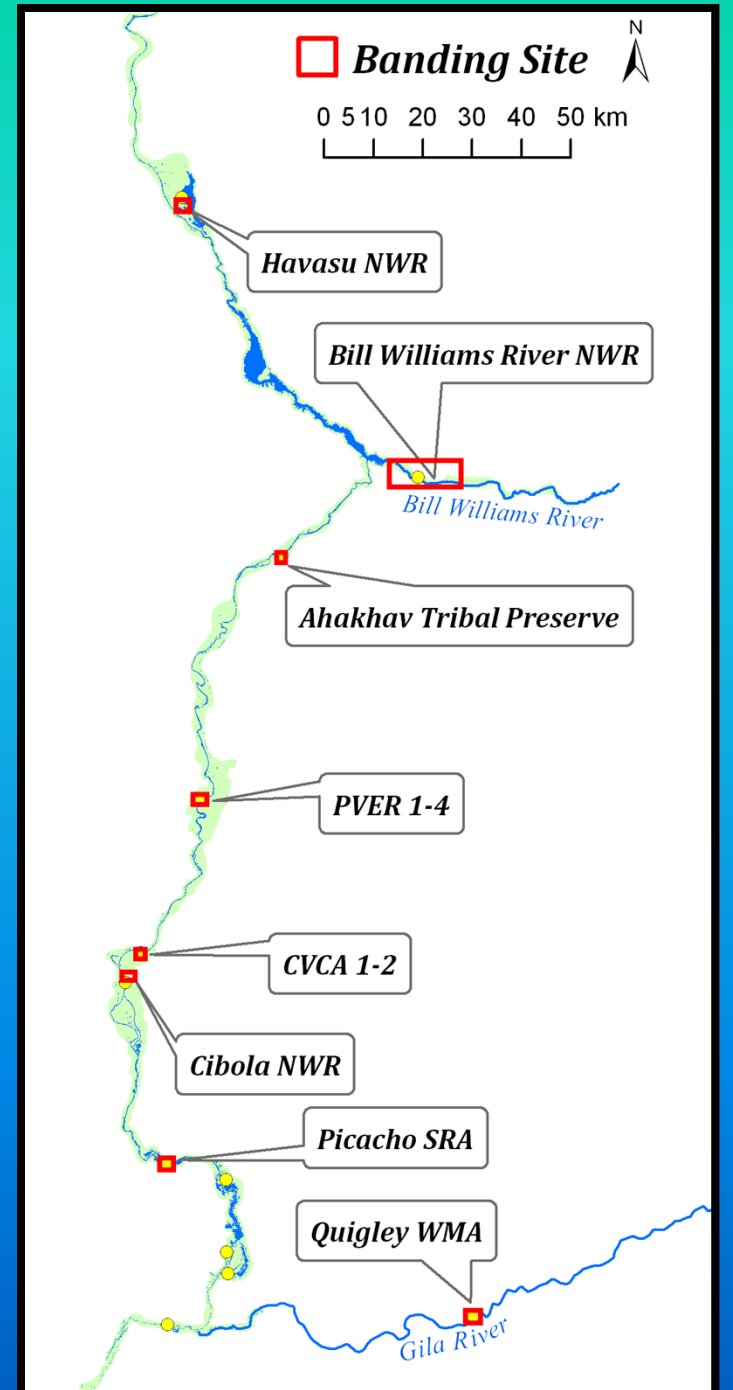 N
Banding Site
0 5 10 20 30 40 50 km
Havasu NWR
Bill Williams River NWR
Bill Williams River
Ahakhav Tribal Preserve
PVER 1-4
CVCA 1-2
Cibola NWR
Picacho SRA
Quigley WMA
Gila River